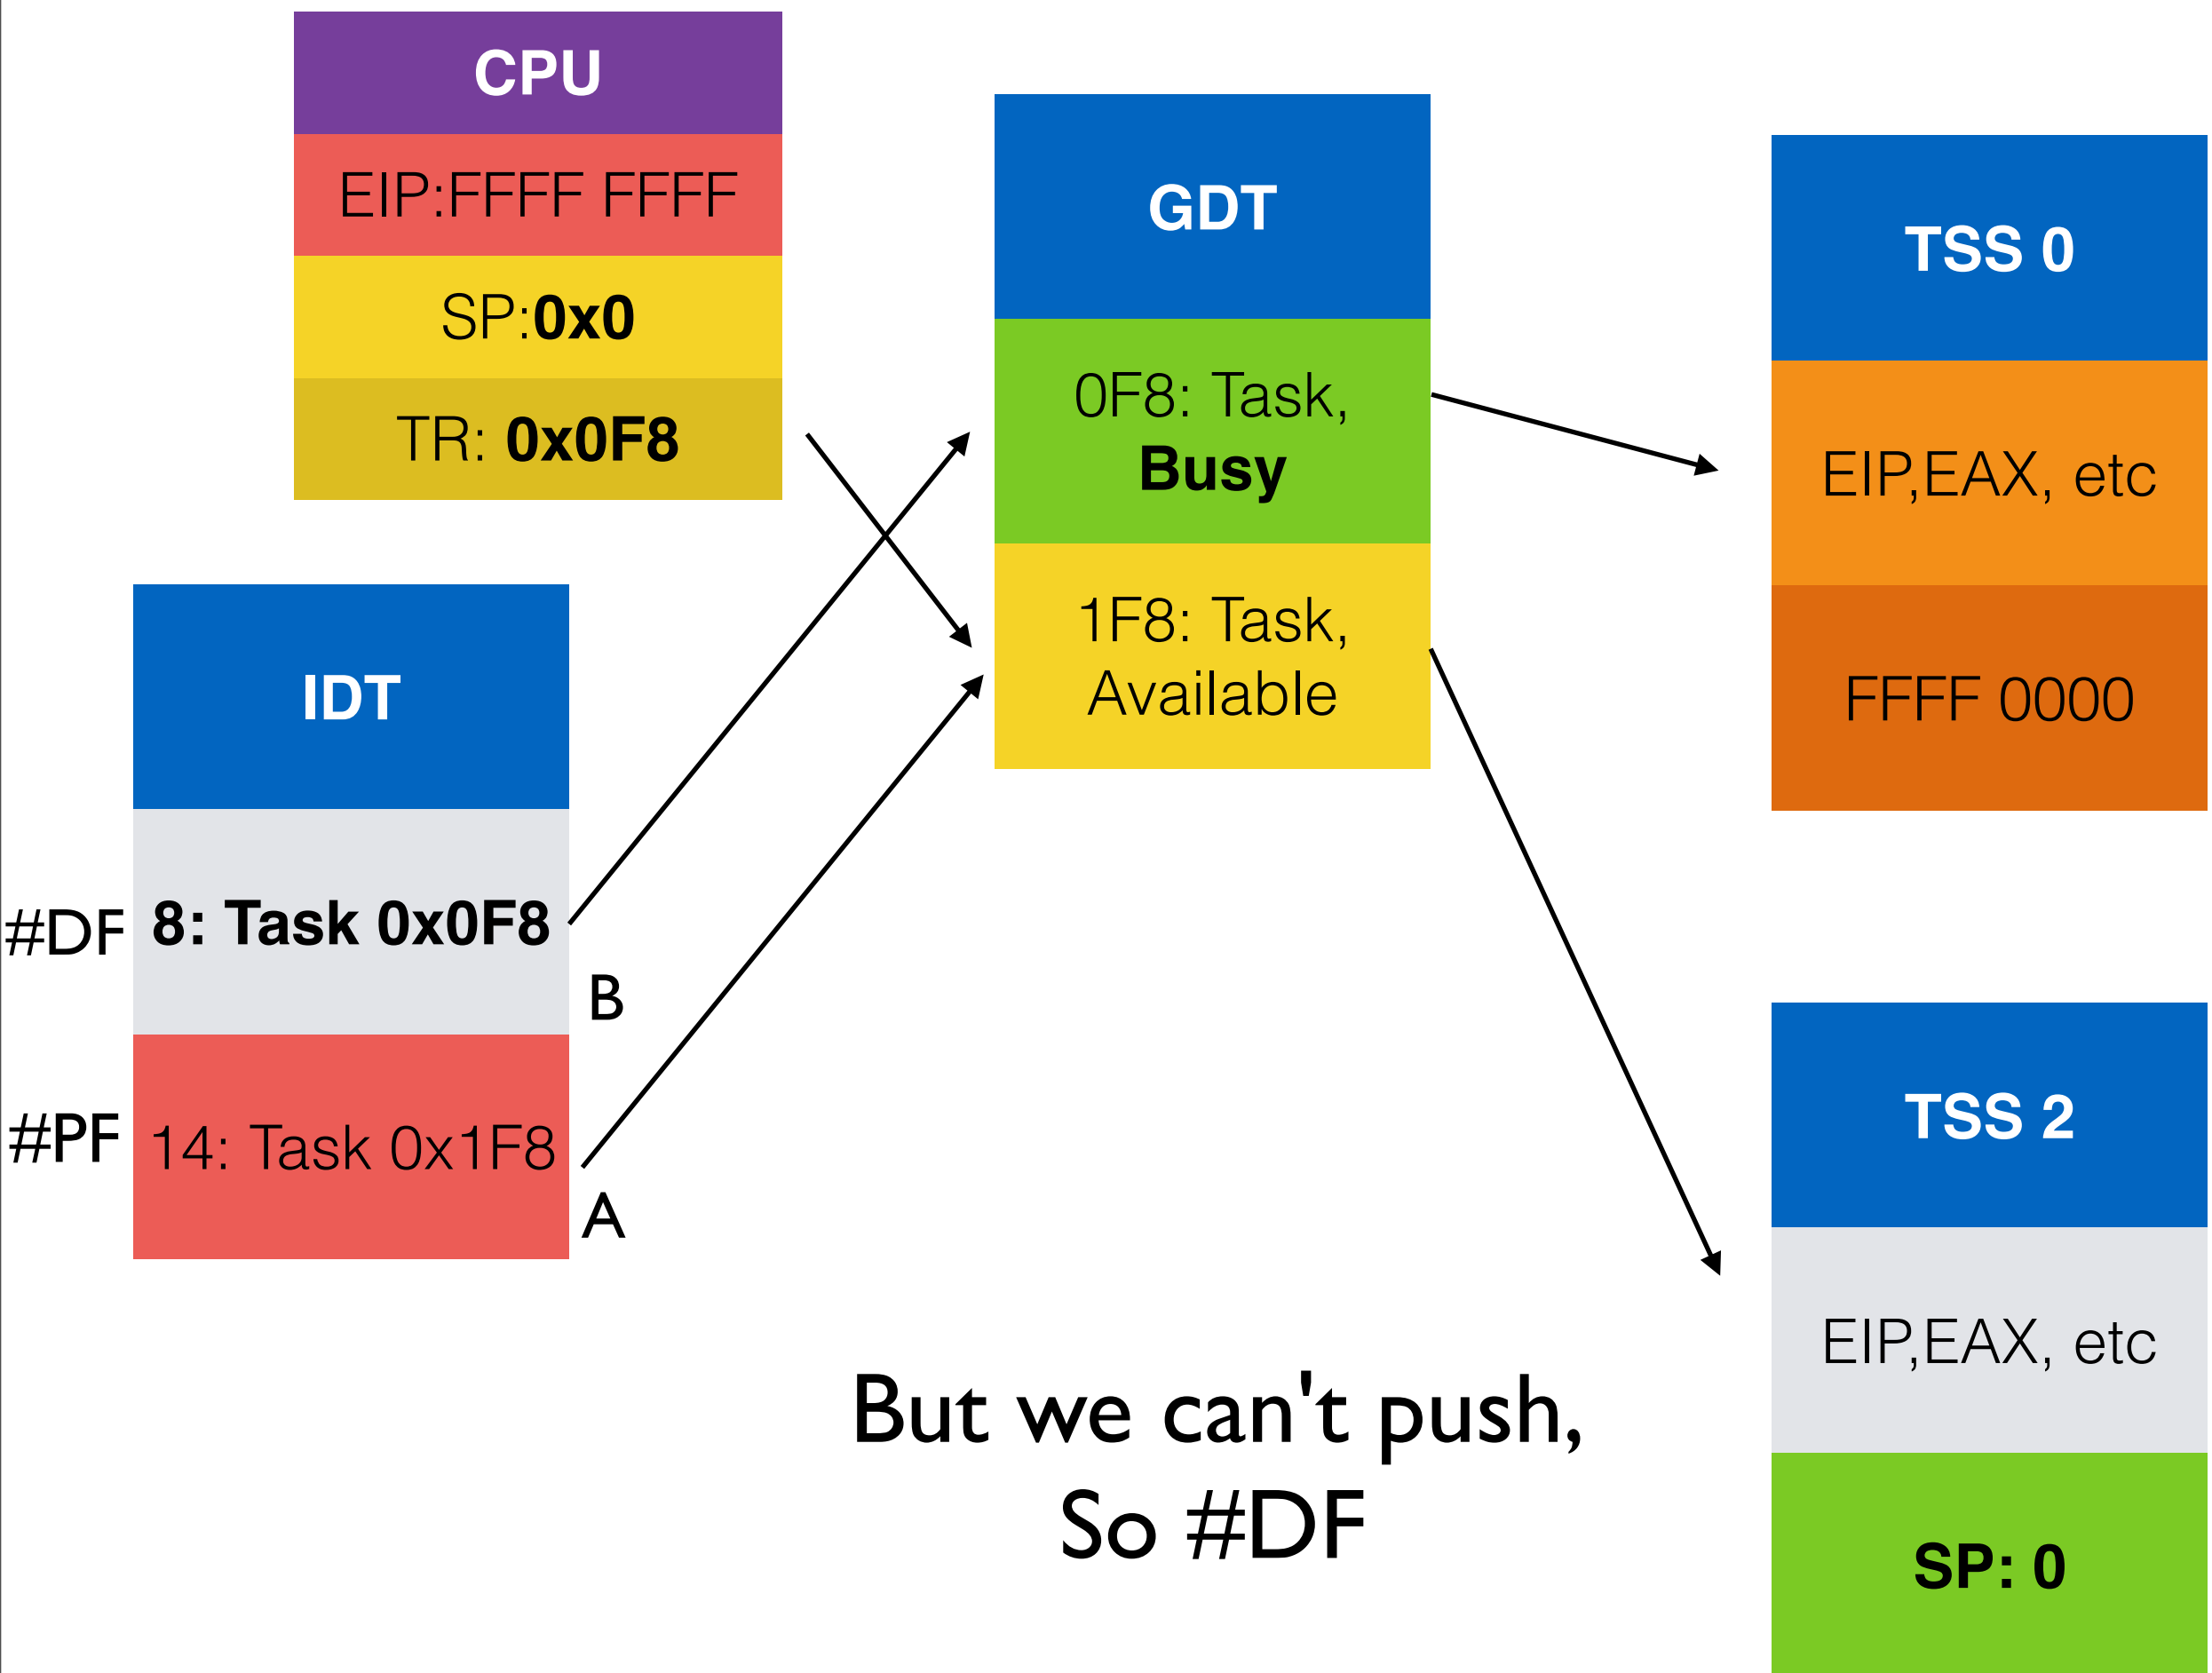 CPU
EIP:FFFF FFFF
SP:0x0
TR: 0x0F8
IDT
#DF
8: Task 0x0F8
B
#PF
14: Task 0x1F8
A
GDT
0F8: Task,
Busy
1F8: Task,
Available
TSS 0
EIP,EAX, etc
FFFF 0000
TSS 2
EIP,EAX, etc
SP: 0
But we can't push,
So #DF